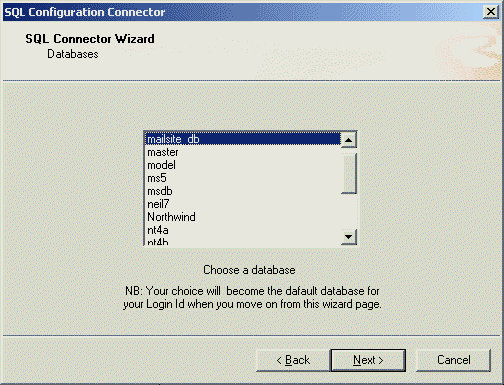 SQL Configuration Connector
SQL Connector Wizard
Databases
mailsite_db
master
model
ms5
msdb
neil7
Northwind
nt4a
nt4b
Choose a database
NB: Your choice will become the dafault database for
your Login Id when you move on from this wizard page.
< Back
Next >
Cancel